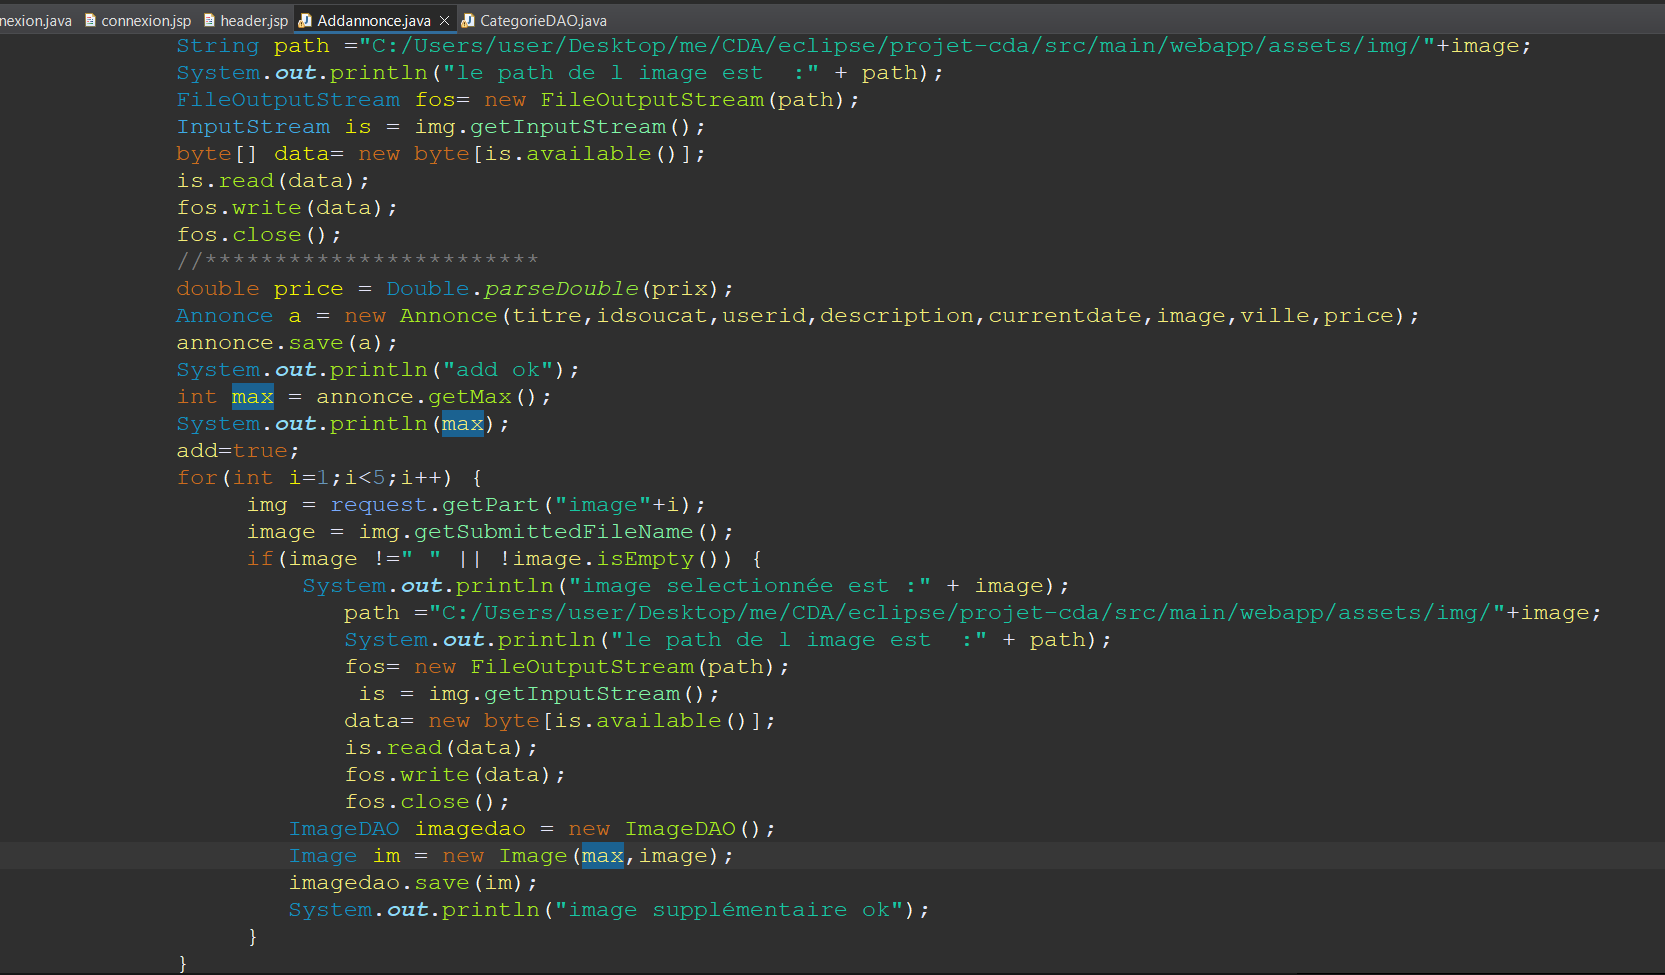 nexion.java connexion.jsp header.jsp Addannonce.java CategorieDAO.java
String path ="C:/Users/user/Desktop/me/CDA/eclipse/projet-cda/src/main/webapp/assets/img/"+image;
System.out.println("le path de l image est  :" + path);
FileOutputStream fos= new FileOutputStream(path);
InputStream is = img.getInputStream();
byte[] data= new byte[is.available()];
is.read(data);
fos.write(data);
fos.close();
//************************
double price = Double.parseDouble(prix);
Annonce a = new Annonce(titre,idsoucat,userid,description,currentdate,image,ville,price);
annonce.save(a);
System.out.println("add ok");
int max = annonce.getMax();
System.out.println(max);
add=true;
for(int i=1;i<5;i++) {
img = request.getPart("image"+i);
image = img.getSubmittedFileName();
if(image !=" " || !image.isEmpty()) {
System.out.println("image selectionnée est :" + image);
path ="C:/Users/user/Desktop/me/CDA/eclipse/projet-cda/src/main/webapp/assets/img/"+image;
System.out.println("le path de l image est  :" + path);
fos= new FileOutputStream(path);
is = img.getInputStream();
data= new byte[is.available()];
is.read(data);
fos.write(data);
fos.close();
ImageDAO imagedao = new ImageDAO();
Image im = new Image(max,image);
imagedao.save(im);
System.out.println("image supplémentaire ok");
}
}